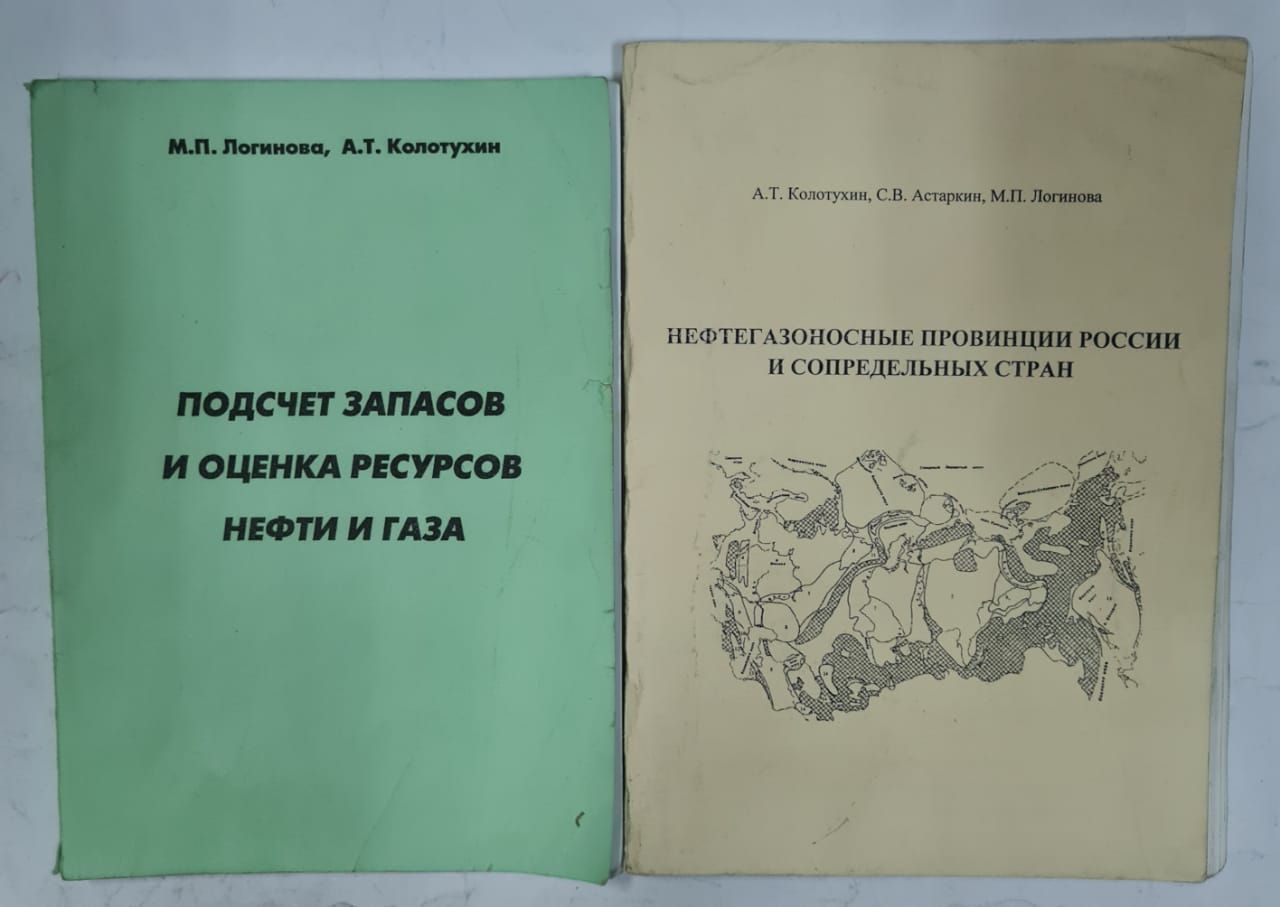 М.П. Логинова, А.Т. Колотухин
ПОДСЧЕТ ЗАПАСОВ
И ОЦЕНКА РЕСУРСОВ
НЕФТИ И ГАЗА
А.Т. Колотухин, С.В. Астаркин, М.П. Логинова
НЕФТЕГАЗОНОСНЫЕ ПРОВИНЦИИ РОССИИ
И СОПРЕДЕЛЬНЫХ СТРАН